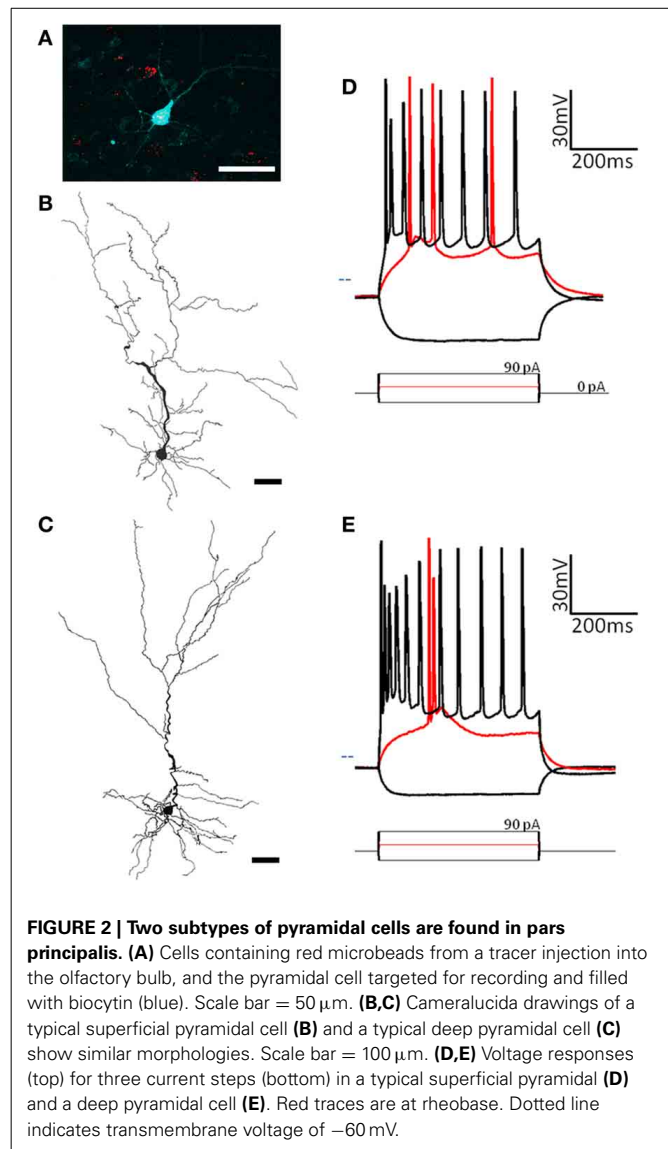 A
B
C
D
30mV
200ms
90 pA
0 pA
E
30mV
200ms
90 pA
FIGURE 2 | Two subtypes of pyramidal cells are found in pars
principalis. (A) Cells containing red microbeads from a tracer injection into
the olfactory bulb, and the pyramidal cell targeted for recording and filled
with biocytin (blue). Scale bar = 50 μm. (B,C) Cameralucida drawings of a
typical superficial pyramidal cell (B) and a typical deep pyramidal cell (C)
show similar morphologies. Scale bar = 100 μm. (D,E) Voltage responses
(top) for three current steps (bottom) in a typical superficial pyramidal (D)
and a deep pyramidal cell (E). Red traces are at rheobase. Dotted line
indicates transmembrane voltage of −60 mV.